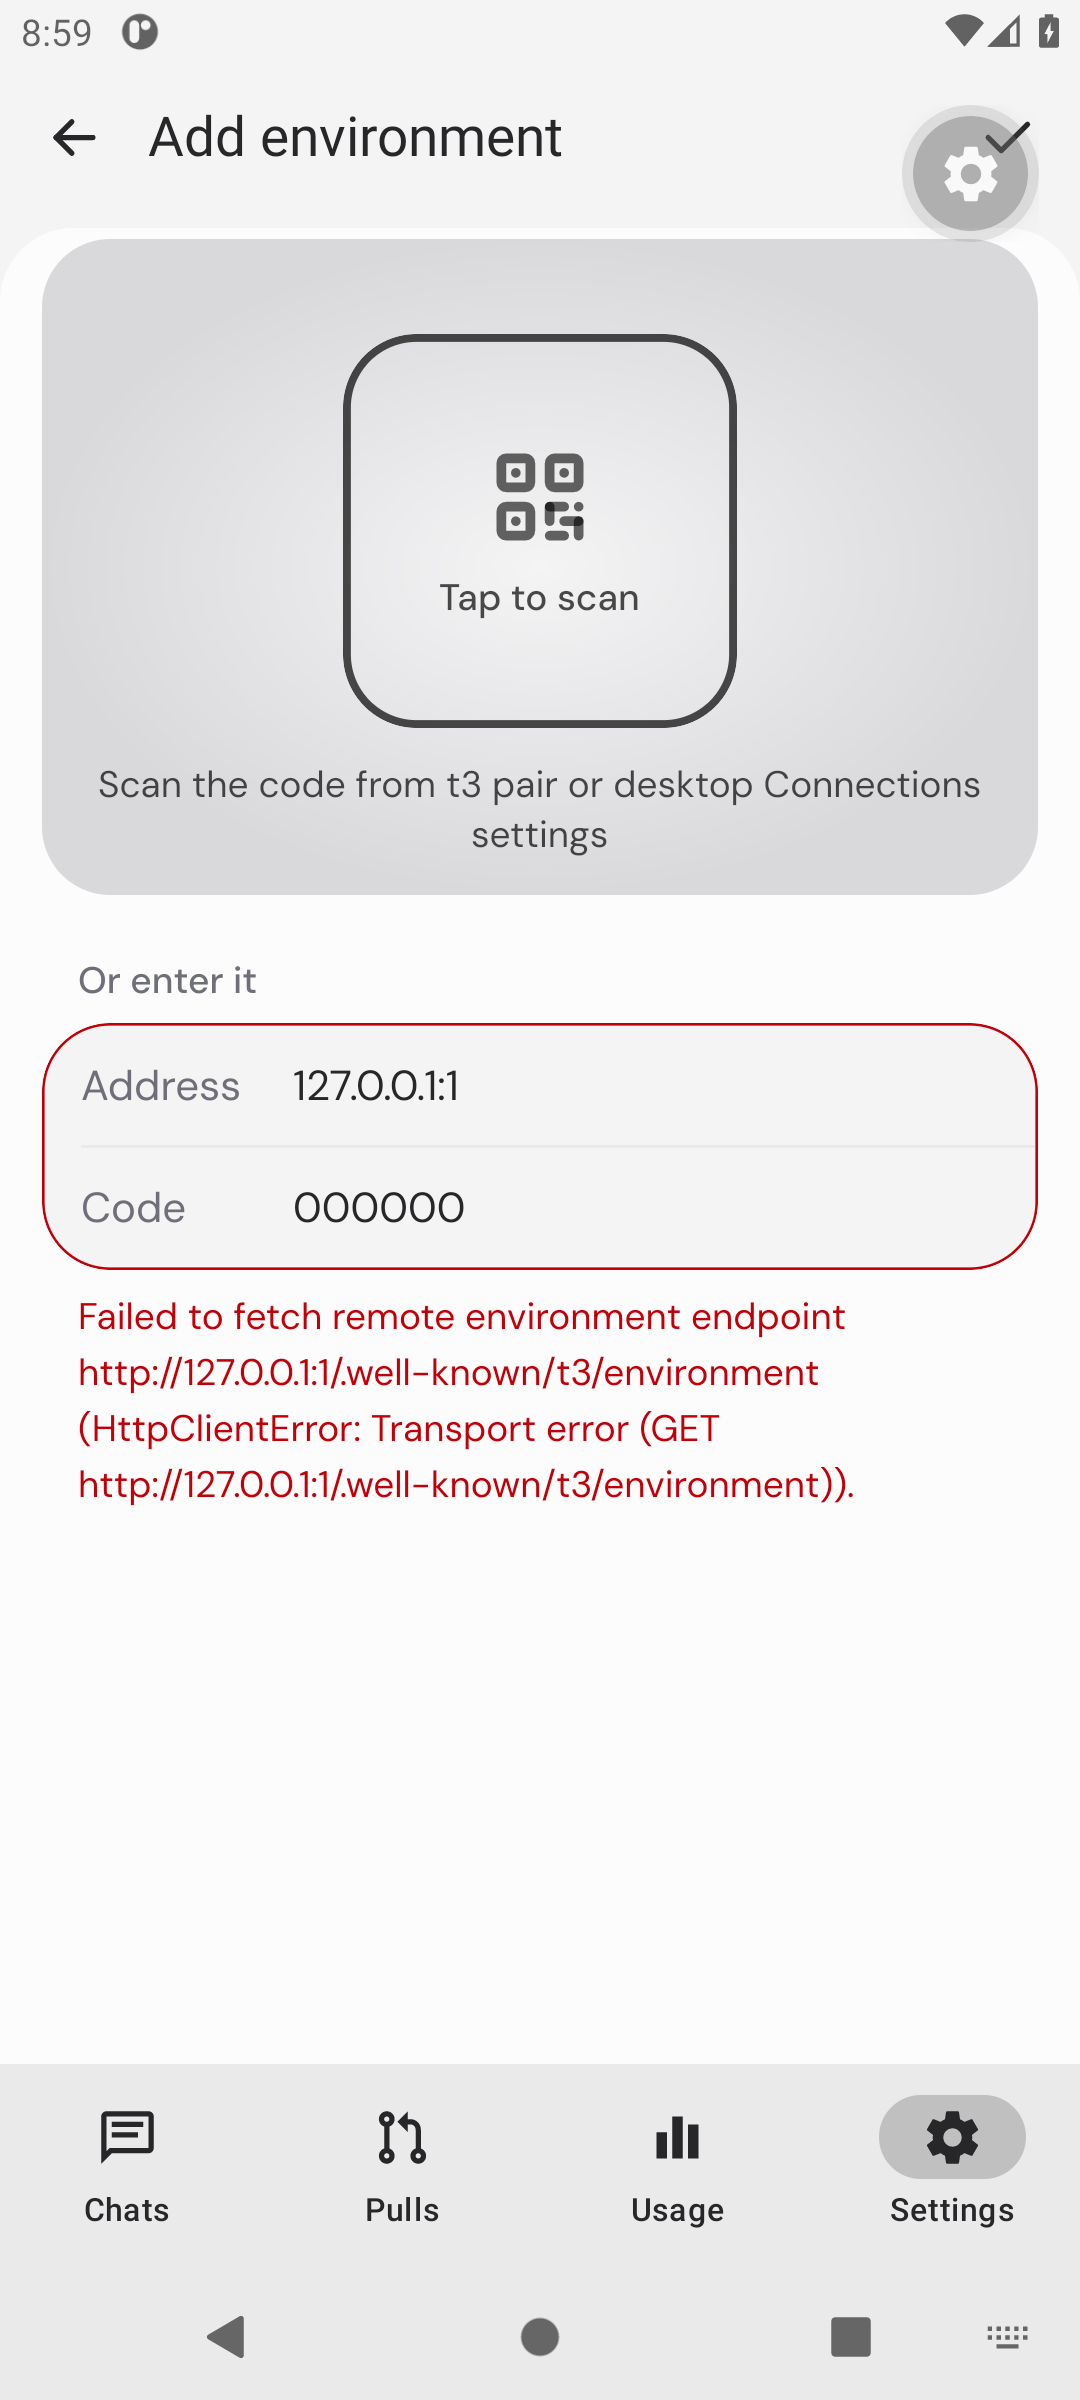 8:59
Add environment
Tap to scan
Scan the code from t3 pair or desktop Connections
settings
Or enter it
Address 127.0.0.1:1
Code 000000
Failed to fetch remote environment endpoint
http://127.0.0.1:1/.well-known/t3/environment
(HttpClientError: Transport error (GET
http://127.0.0.1:1/.well-known/t3/environment)).
Chats Pulls Usage Settings